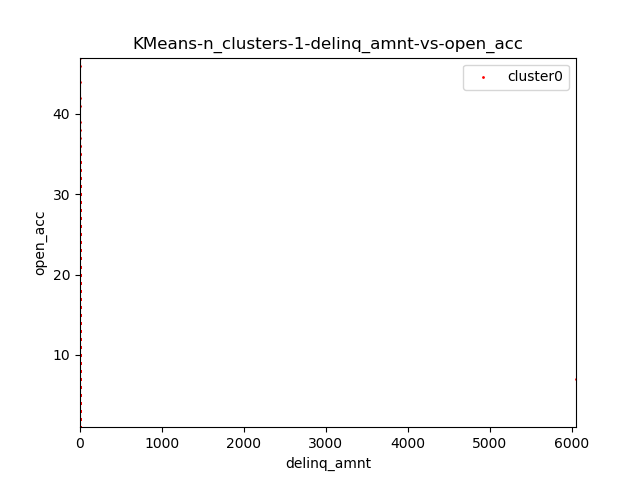 KMeans-n_clusters-1-delinq_amnt-vs-open_acc
cluster0
40
30
20
10
open_acc
0 1000 2000 3000 4000 5000 6000
delinq_amnt